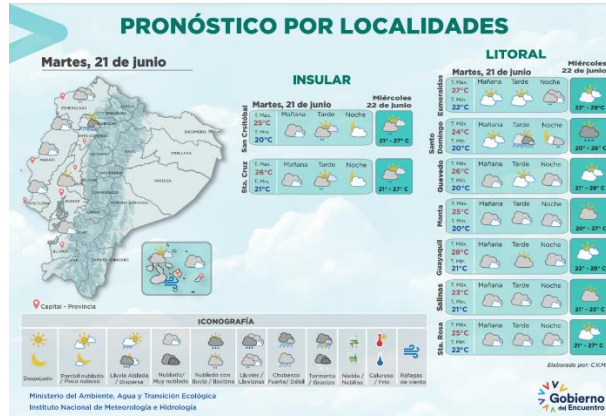 PRONÓSTICO POR LOCALIDADES
Martes, 21 de junio
Capital - Provincia
INSULAR
Martes, 21 de junio
Miércoles
22 de junio
San Cristóbal
T. Máx.
25°C
T. Mín.
20°C
Mañana Tarde Noche
21° - 27° C
Sta. Cruz
T. Máx.
26°C
T. Mín.
21°C
Mañana Tarde Noche
21° - 27° C
LITORAL
Martes, 21 de junio
Miércoles
22 de junio
Esmeraldas
T. Máx.
27°C
T. Mín.
22°C
Mañana Tarde Noche
Santo Domingo
T. Máx.
24°C
T. Mín.
20°C
Mañana Tarde Noche
Quevedo
T. Máx.
26°C
T. Mín.
20°C
Mañana Tarde Noche
Manta
T. Máx.
25°C
T. Mín.
20°C
Mañana Tarde Noche
20° - 27° C
Guayaquil
T. Máx.
28°C
T. Mín.
21°C
Mañana Tarde Noche
22° - 29° C
Salinas
T. Máx.
23°C
T. Mín.
21°C
Mañana Tarde Noche
21° - 25° C
Sta. Rosa
T. Máx.
25°C
T. Mín.
22°C
Mañana Tarde Noche
21° - 27° C
Elaborado por: C.V.M
ICONOGRAFÍA
Despejado
Parcial nublado
/ Poco nuboso
Lluvia Aislada
/ Dispersa
Nublado/
Muy nublado
Nublado con
lluvia / llovizna
Lluvias /
Lloviznas
Chubasco
Fuerte/ Débil
Tormenta
/ Granizo
Niebla /
Neblina
Caluroso
/ Frío
Ráfagas
de viento
Ministerio del Ambiente, Agua y Transición Ecológica
Instituto Nacional de Meteorología e Hidrología
Gobierno
del Encuentro